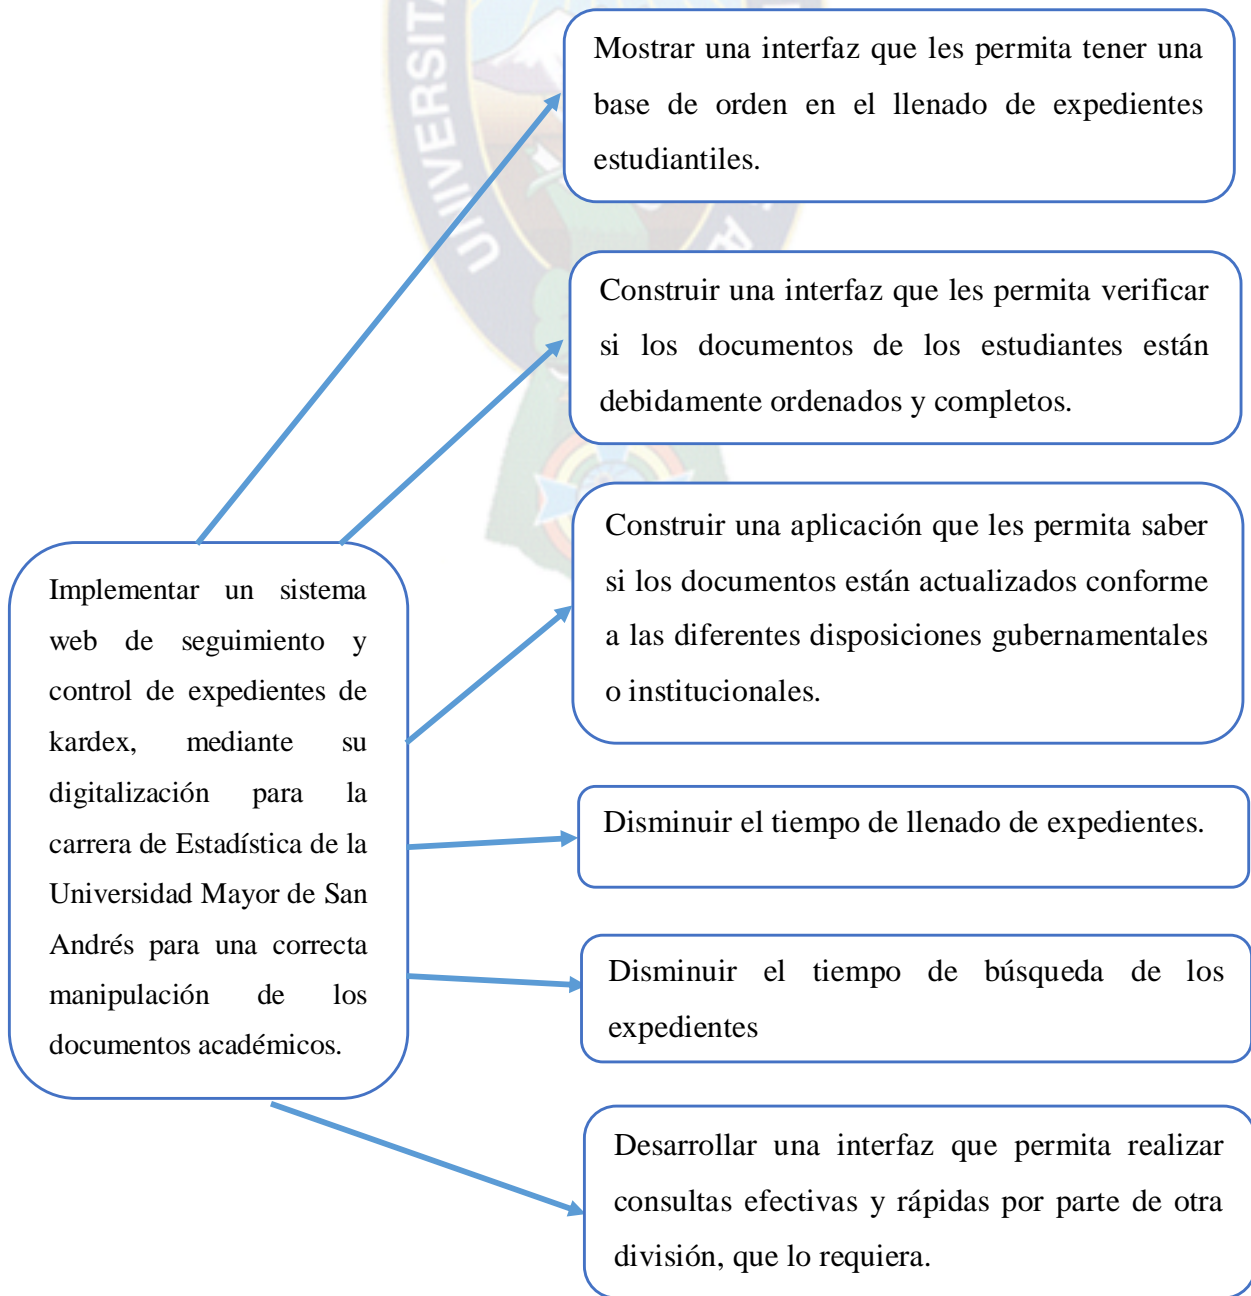 Mostrar una interfaz que les permita tener una
base de orden en el llenado de expedientes
estudiantiles.
Construir una interfaz que les permita verificar
si los documentos de los estudiantes están
debidamente ordenados y completos.
Construir una aplicación que les permita saber
si los documentos están actualizados conforme
a las diferentes disposiciones gubernamentales
o institucionales.
Implementar un sistema
web de seguimiento y
control de expedientes de
kardex, mediante su
digitalización para la
carrera de Estadística de la
Universidad Mayor de San
Andrés para una correcta
manipulación de los
documentos académicos.
Disminuir el tiempo de llenado de expedientes.
Disminuir el tiempo de búsqueda de los
expedientes
Desarrollar una interfaz que permita realizar
consultas efectivas y rápidas por parte de otra
división, que lo requiera.